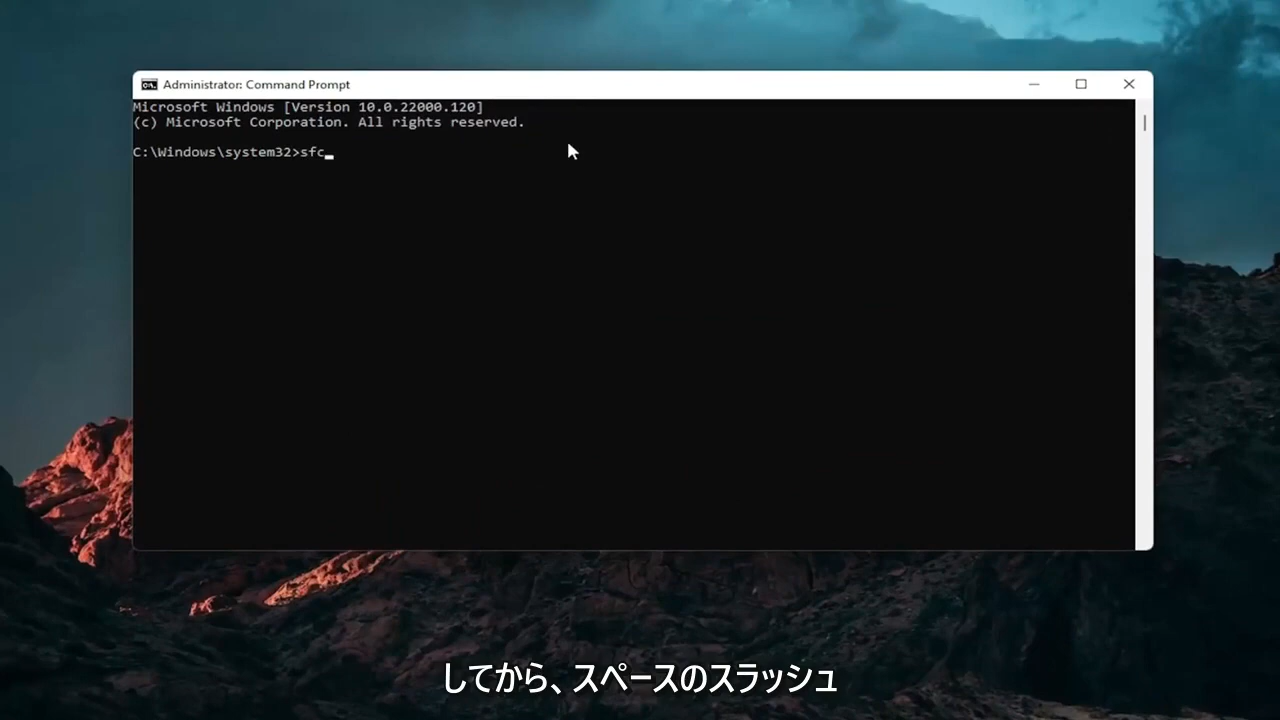 Administrator: Command Prompt
Microsoft Windows [Version 10.0.22000.120]
(c) Microsoft Corporation. All rights reserved.
C:\Windows\system32>sfc
してから、スペースのスラッシュ